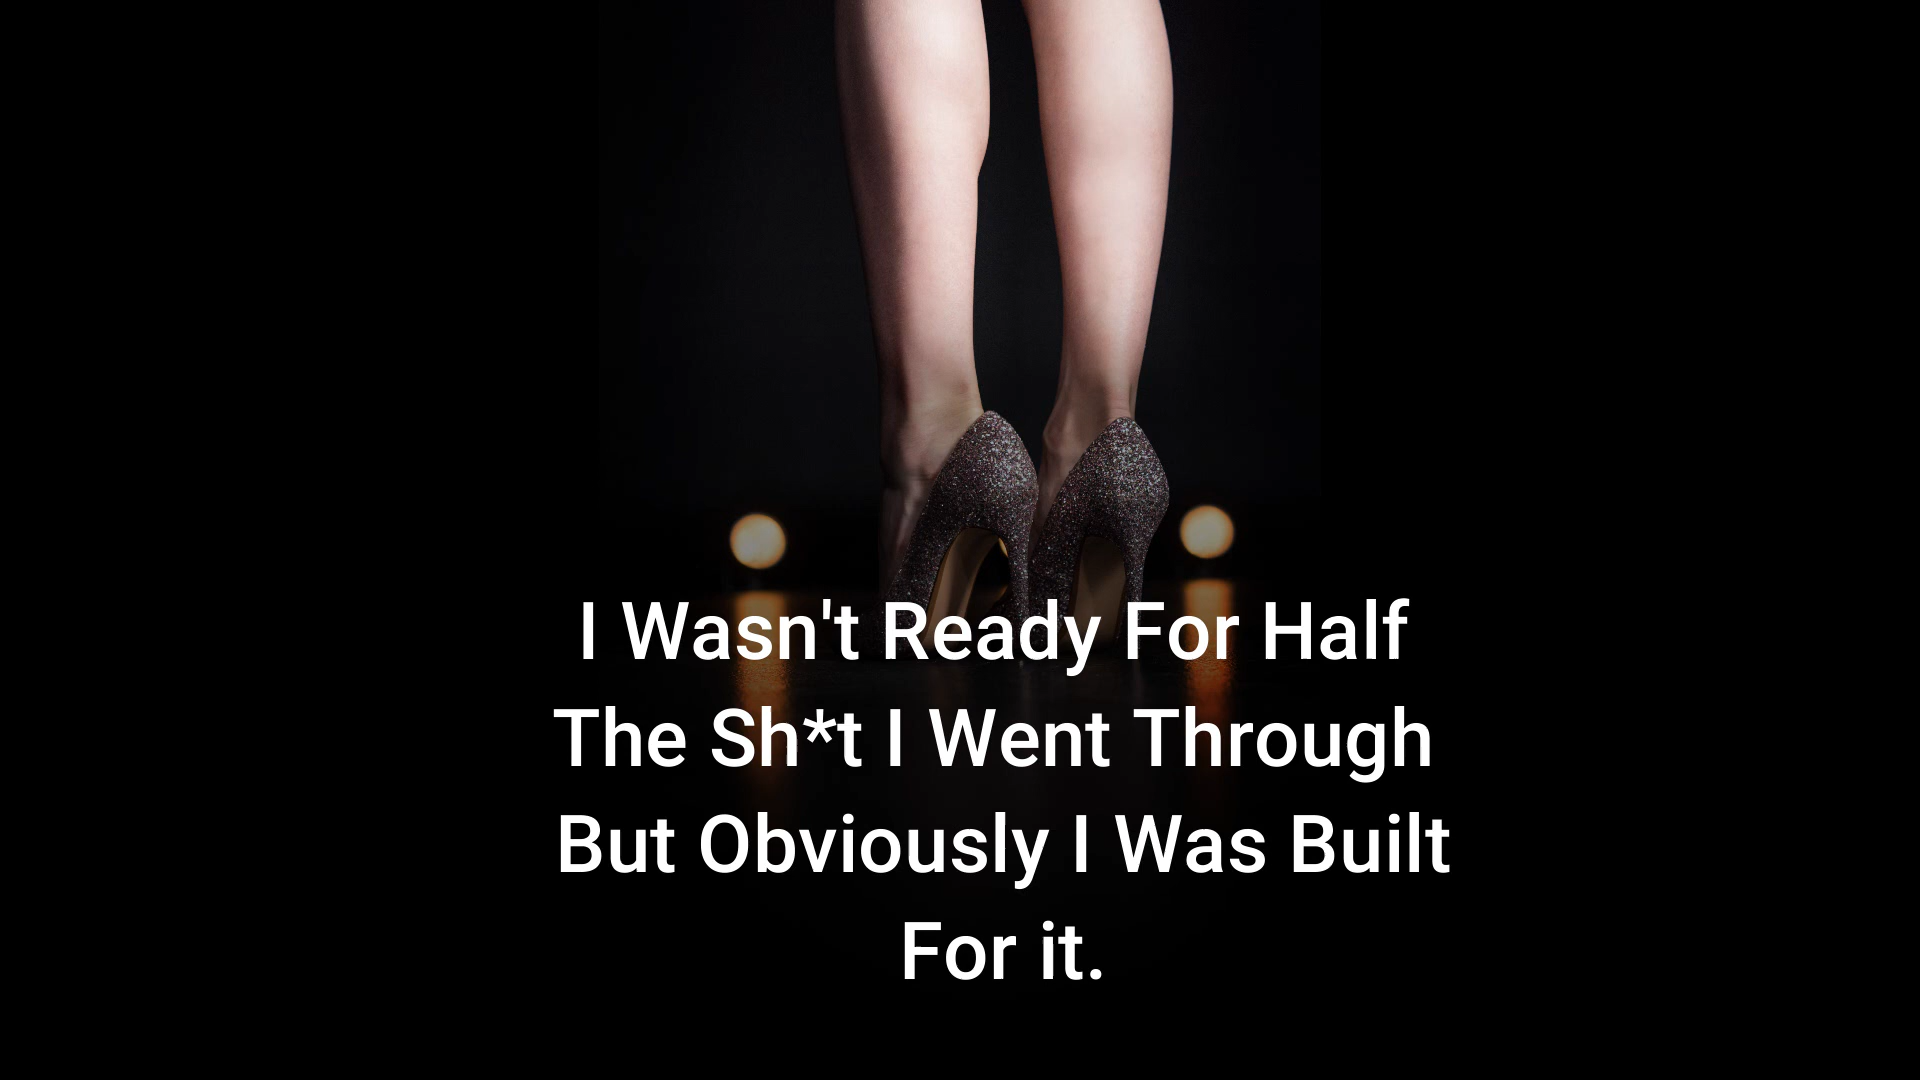 I Wasn't Ready For Half
The Sh*t I Went Through
But Obviously I Was Built
For it.